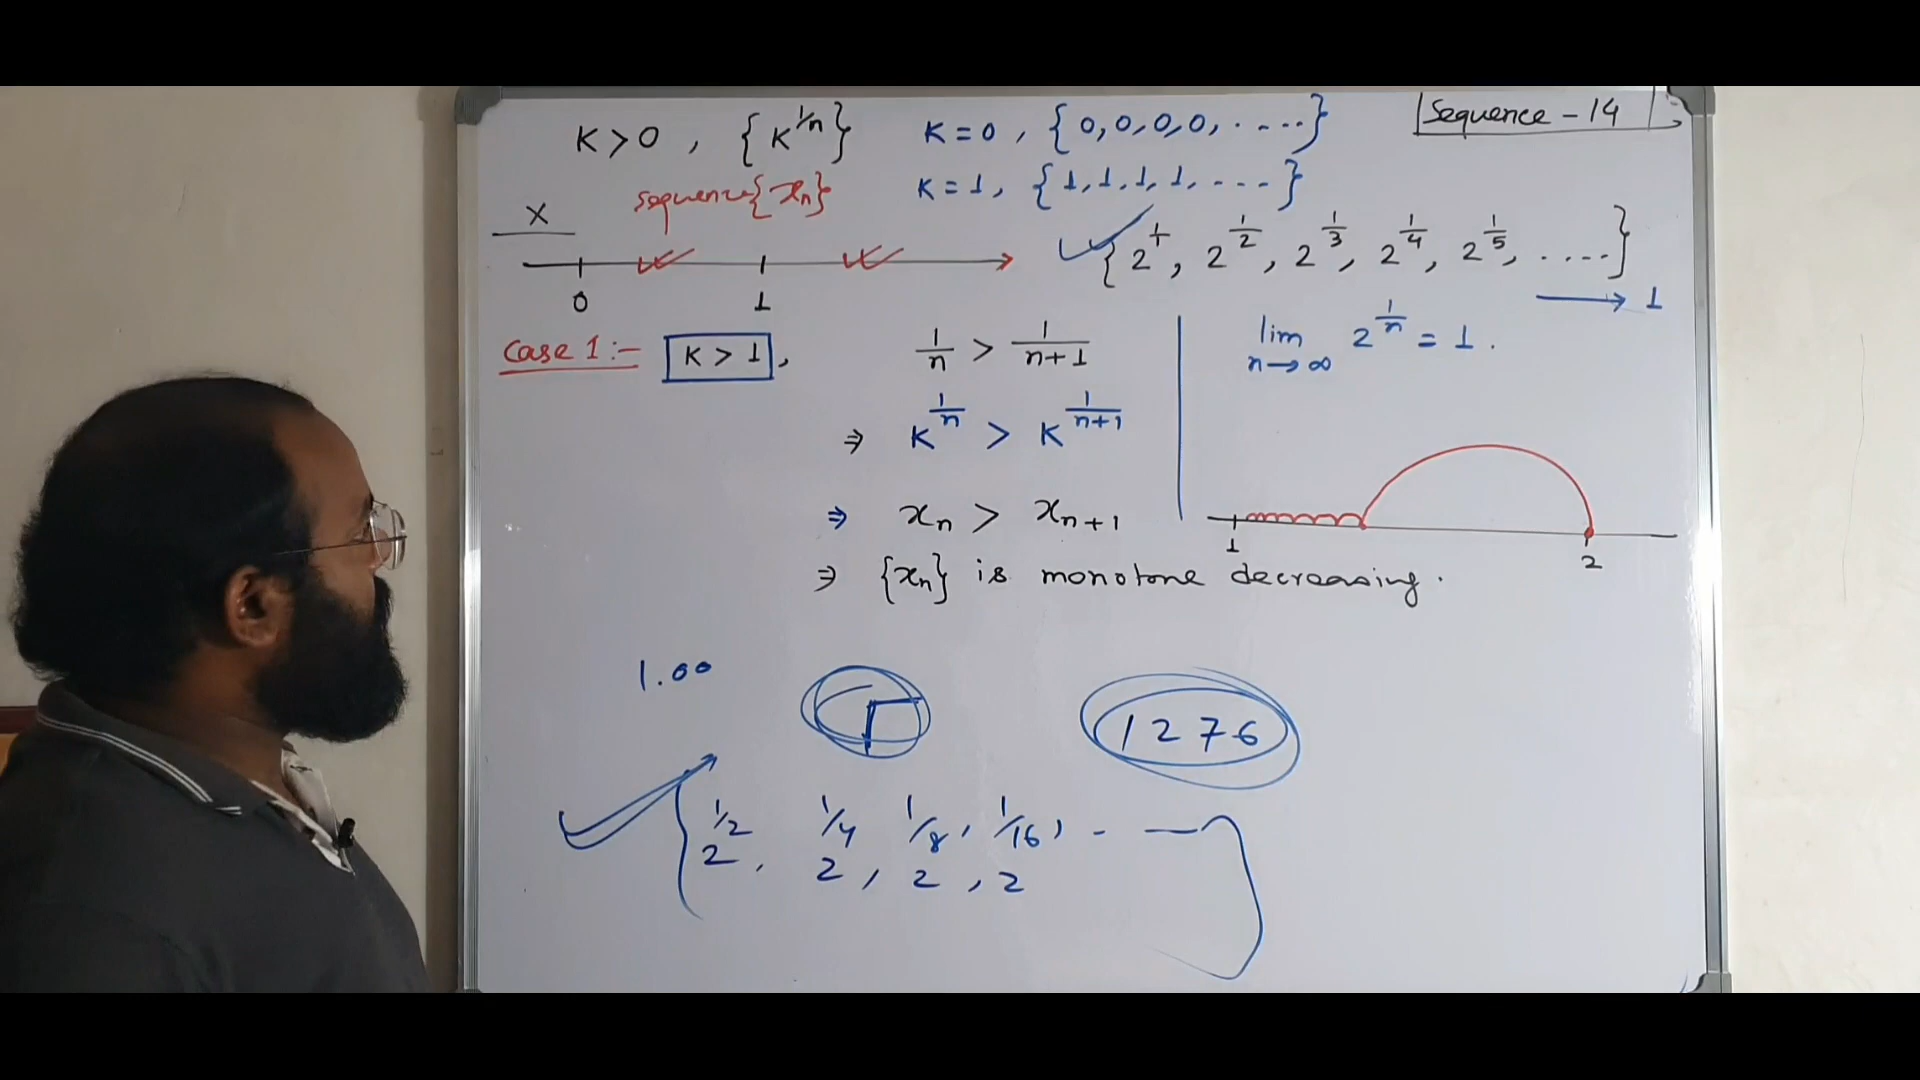 Sequence - 14
K > 0 , {K^{1/n}}
K = 0 , {0, 0, 0, 0, .....}
sequence {xₙ}
K = 1, {1, 1, 1, 1, ....}
X
{2^{1}, 2^{1/2}, 2^{1/3}, 2^{1/4}, 2^{1/5}, .....}
0 1
→ 1
Case 1 :- K > 1 ,
1/n > 1/(n+1)
⇒ K^{1/n} > K^{1/(n+1)}
⇒ xₙ > xₙ₊₁
⇒ {xₙ} is monotone decreasing.
lim n→∞ 2^{1/n} = 1 .
1 2
1.00
√
1276
{2^{1/2}, 2^{1/4}, 2^{1/8}, 2^{1/16}, - — }